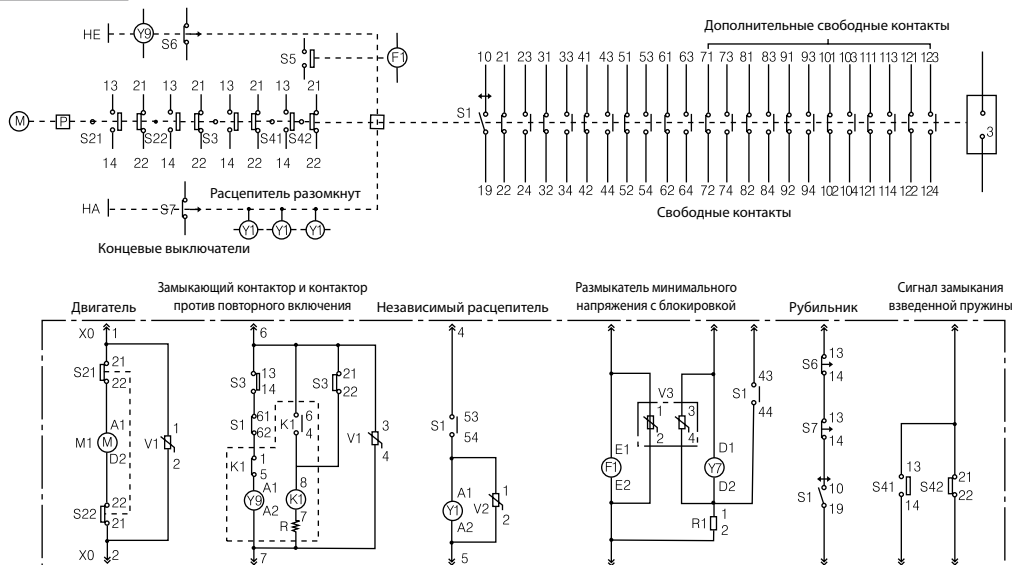 Дополнительные свободные контакты
HE Y9 S6 S5 F1
10 21 23 31 33 41 43 51 53 61 63 71 73 81 83 91 93 101 103 111 113 121 123
13 21 13 21 13 21 13 21
M P S21 S22 S3 S41 S42 S1 3
14 22 14 22 14 22 14 22
19 22 24 32 34 42 44 52 54 62 64 72 74 82 84 92 94 102 104 121 114 122 124
Расцепитель разомкнут
Свободные контакты
HA S7 Y1 Y1 Y1
Концевые выключатели
Двигатель
X0 1
S21 21
22
A1
M1 M
D2
V1 1
2
S22 22
21
X0 2
Замыкающий контактор и контактор
против повторного включения
6
S3 13
14
S1 61
62
K1 1
5
Y9 A1
A2
K1 6
4
8
K1
7
R
S3 21
22
V1 3
4
7
Независимый расцепитель
4
S1 53
54
A1
Y1
A2
V2 1
2
5
Размыкатель минимального
напряжения с блокировкой
E1
F1
E2
V3
1
2
3
4
D1
Y7
D2
R1 1
2
S1 43
44
Рубильник
S6 13
14
S7 13
14
S1 10
19
Сигнал замыкания
взведенной пружины
S41 13
14
S42 21
22